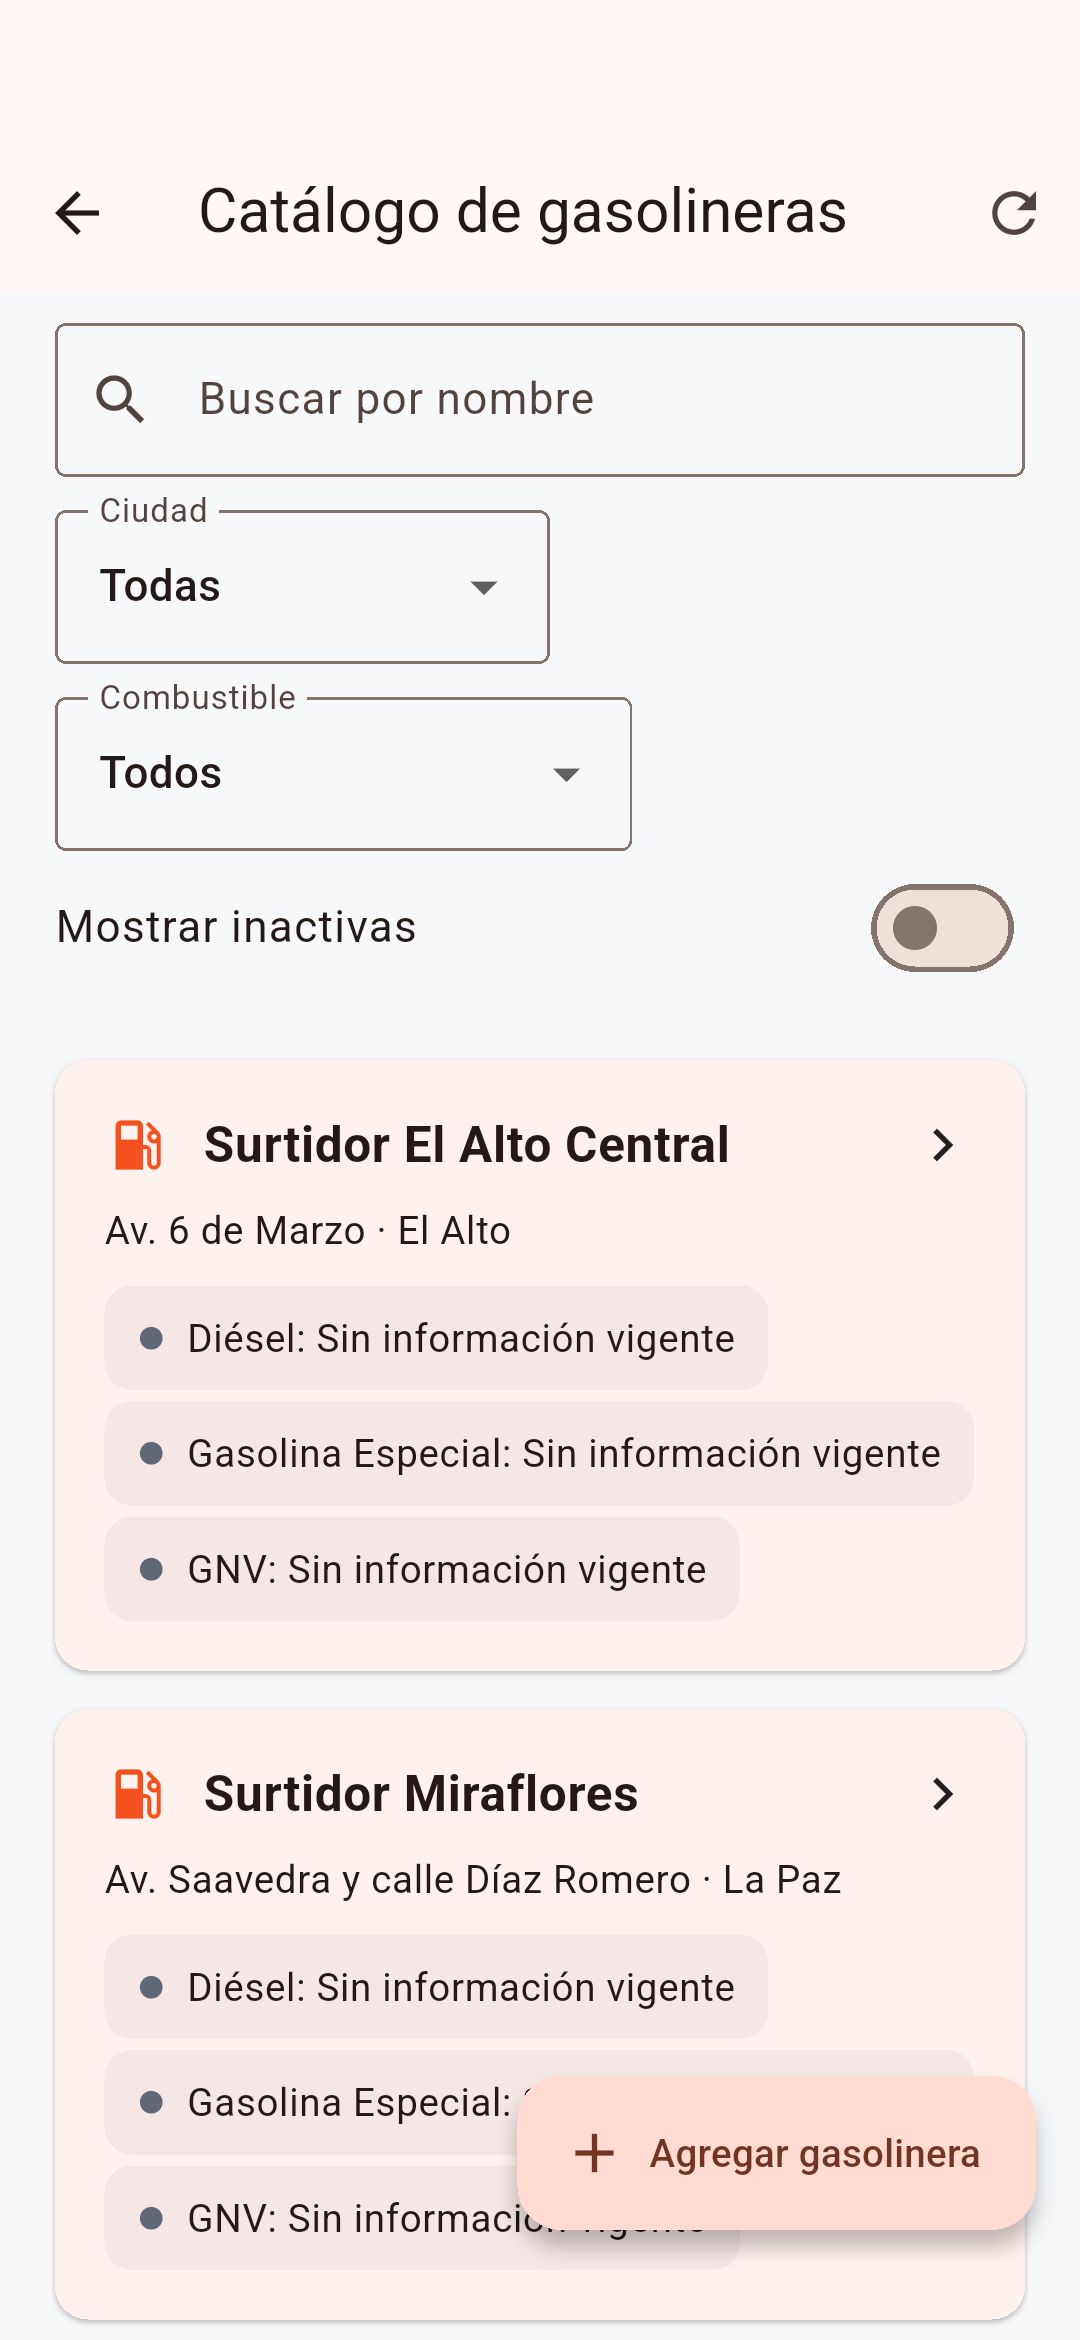 Catálogo de gasolineras
Buscar por nombre
Ciudad
Todas
Combustible
Todos
Mostrar inactivas
Surtidor El Alto Central
Av. 6 de Marzo · El Alto
Diésel: Sin información vigente
Gasolina Especial: Sin información vigente
GNV: Sin información vigente
Surtidor Miraflores
Av. Saavedra y calle Díaz Romero · La Paz
Diésel: Sin información vigente
Gasolina Especial:
Agregar gasolinera
GNV: Sin información vigente